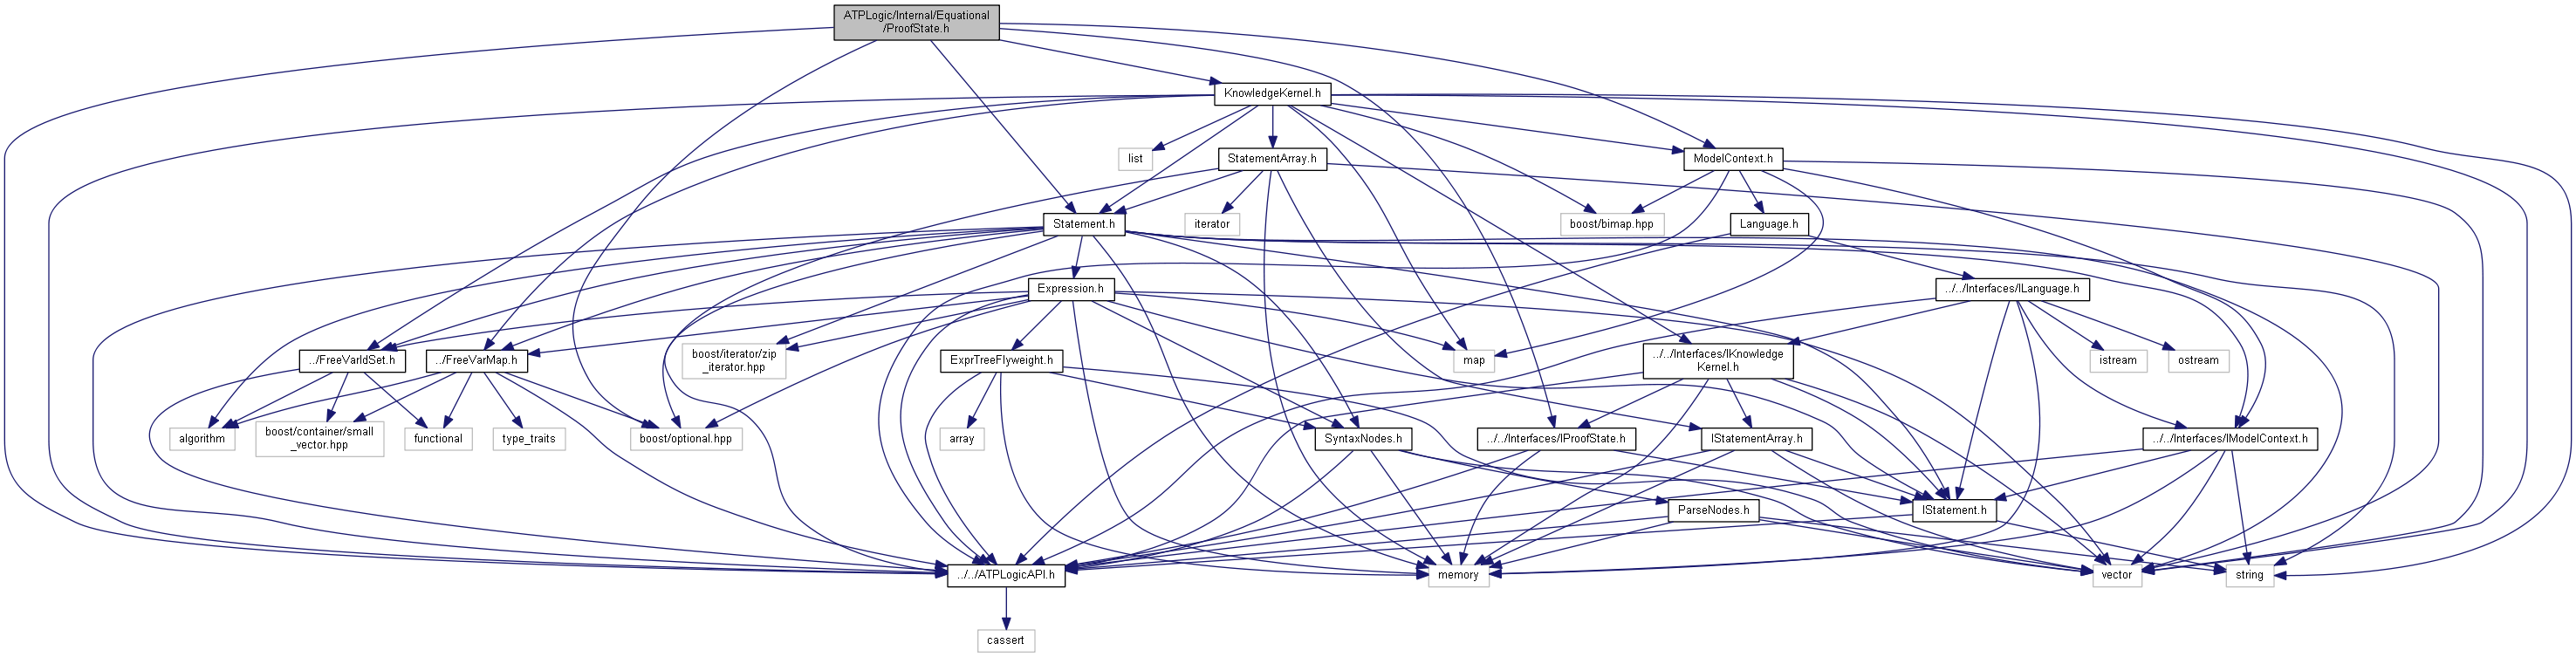 ATPLogic/Internal/Equational
/ProofState.h
KnowledgeKernel.h
list
StatementArray.h
ModelContext.h
Statement.h
iterator
boost/bimap.hpp
Language.h
Expression.h
../../Interfaces/ILanguage.h
../FreeVarIdSet.h
../FreeVarMap.h
boost/iterator/zip
_iterator.hpp
ExprTreeFlyweight.h
map
../../Interfaces/IKnowledge
Kernel.h
istream
ostream
algorithm
boost/container/small
_vector.hpp
functional
type_traits
boost/optional.hpp
array
SyntaxNodes.h
../../Interfaces/IProofState.h
IStatementArray.h
../../Interfaces/IModelContext.h
ParseNodes.h
IStatement.h
../../ATPLogicAPI.h
memory
vector
string
cassert